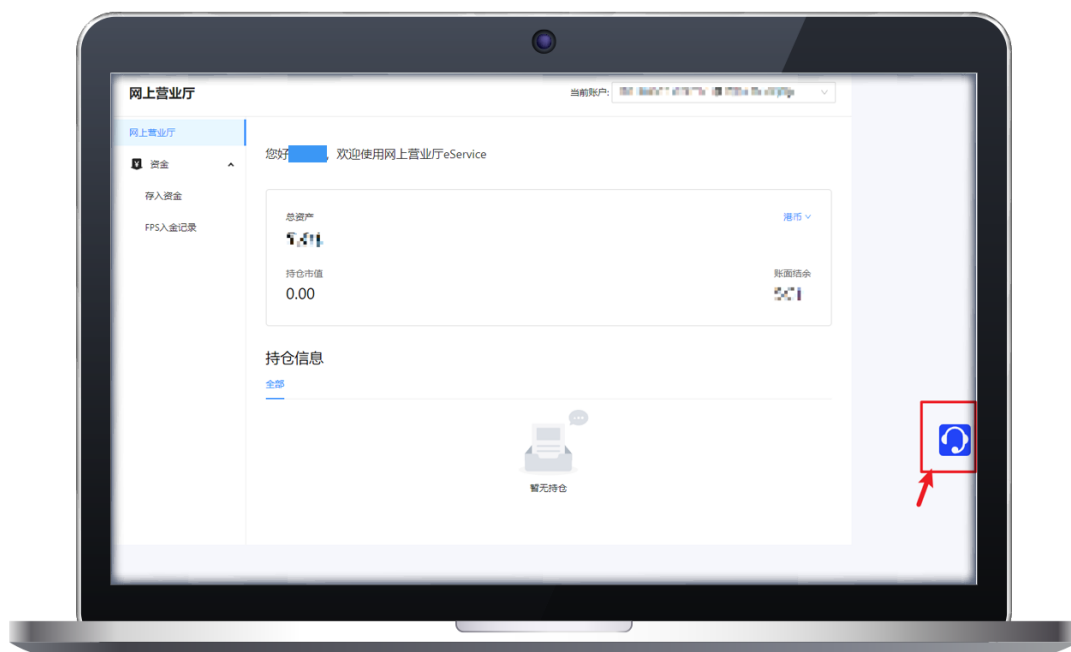 网上营业厅
当前账户:
网上营业厅
资金
存入资金
FPS入金记录
您好 , 欢迎使用网上营业厅eService
总资产
港币
持仓市值
0.00
账面结余
持仓信息
全部
暂无持仓